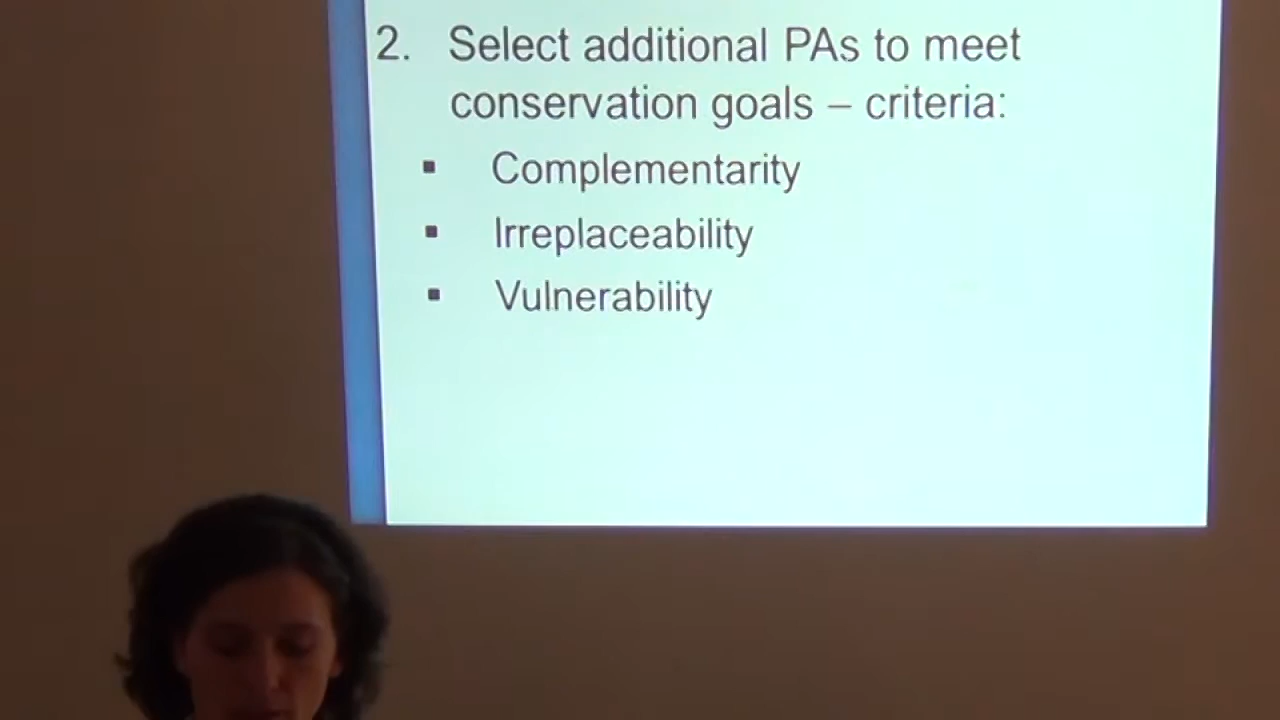 2. Select additional PAs to meet
conservation goals – criteria:
▪ Complementarity
▪ Irreplaceability
▪ Vulnerability